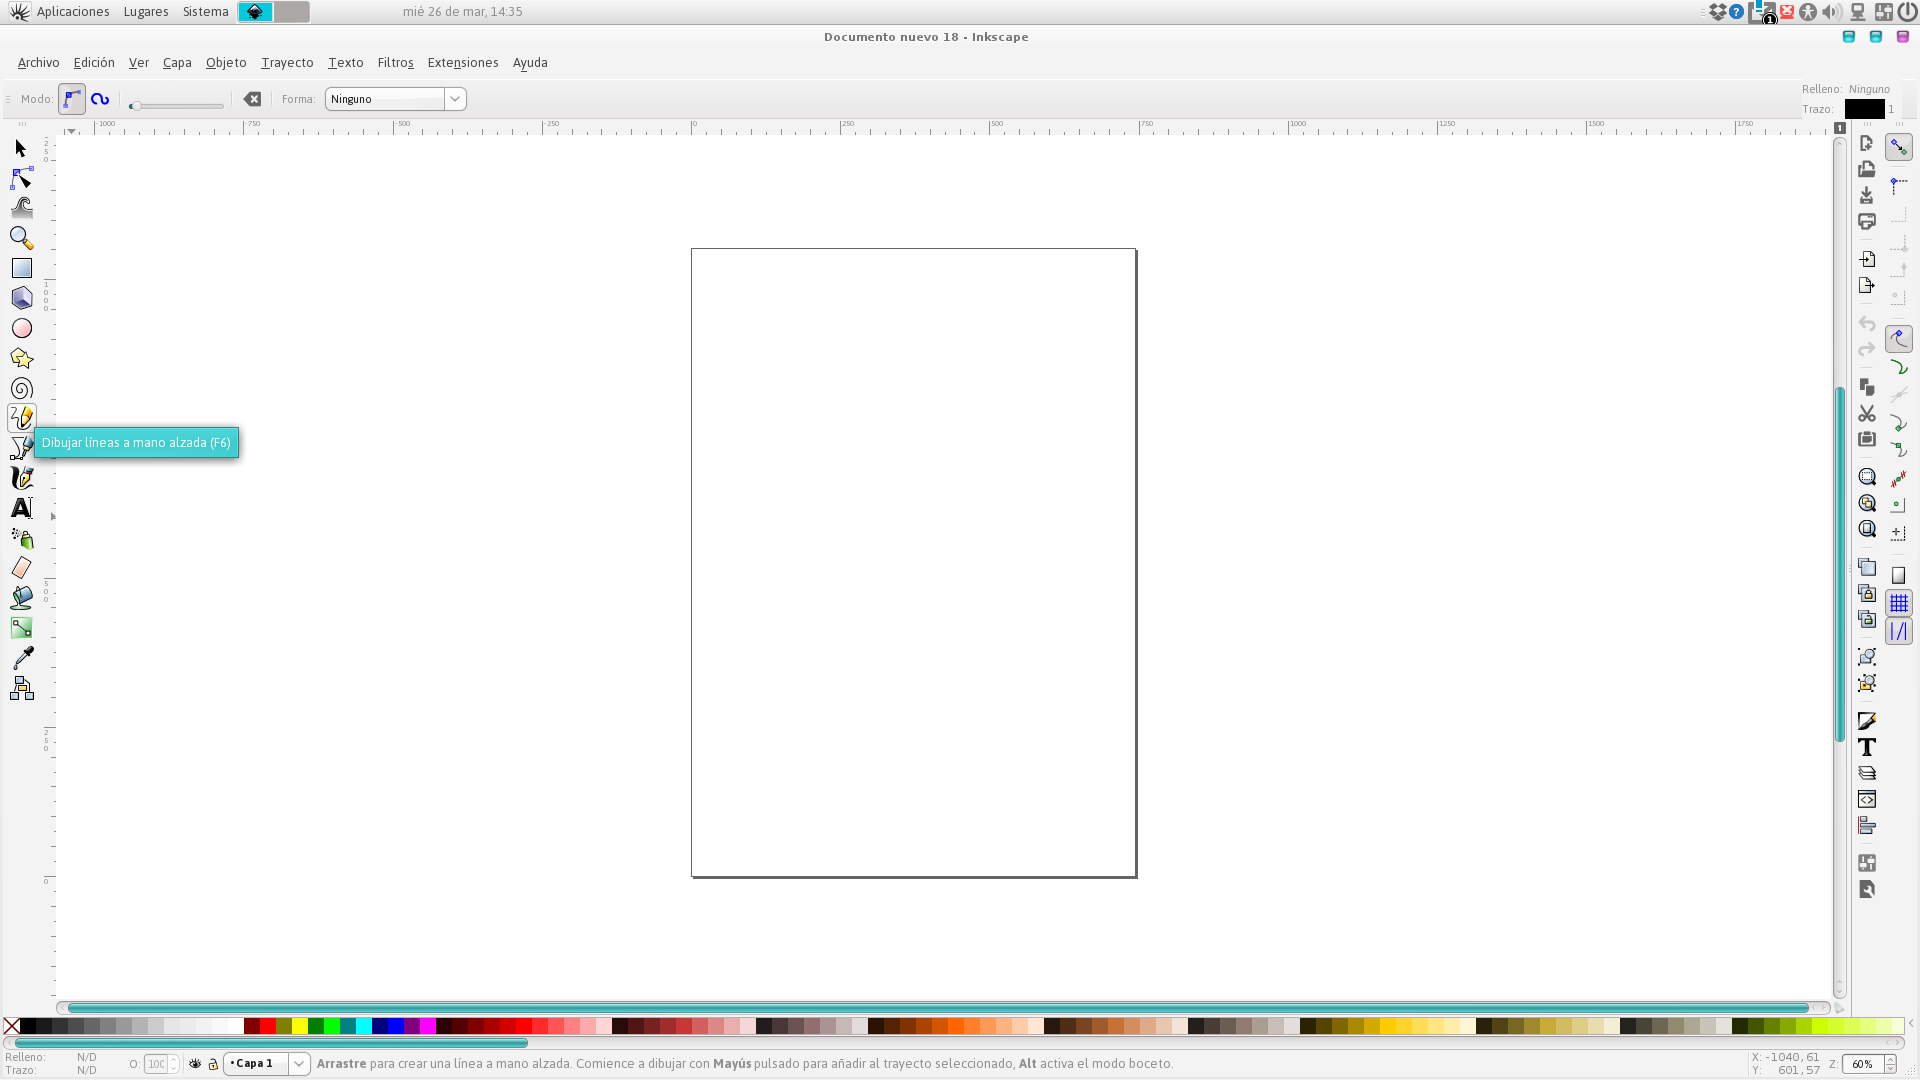 Aplicaciones Lugares Sistema mié 26 de mar, 14:35
Documento nuevo 18 - Inkscape
Archivo Edición Ver Capa Objeto Trayecto Texto Filtros Extensiones Ayuda
Modo: Forma: Ninguno
Relleno: Ninguno
Trazo: 1
-1000 -750 -500 -250 0 250 500 750 1000 1250 1500 1750
Dibujar líneas a mano alzada (F6)
Relleno: N/D
Trazo: N/D
O: 100
Capa 1
Arrastre para crear una línea a mano alzada. Comience a dibujar con Mayús pulsado para añadir al trayecto seleccionado, Alt activa el modo boceto.
X: -1040,61
Y: 601,57
Z: 60%